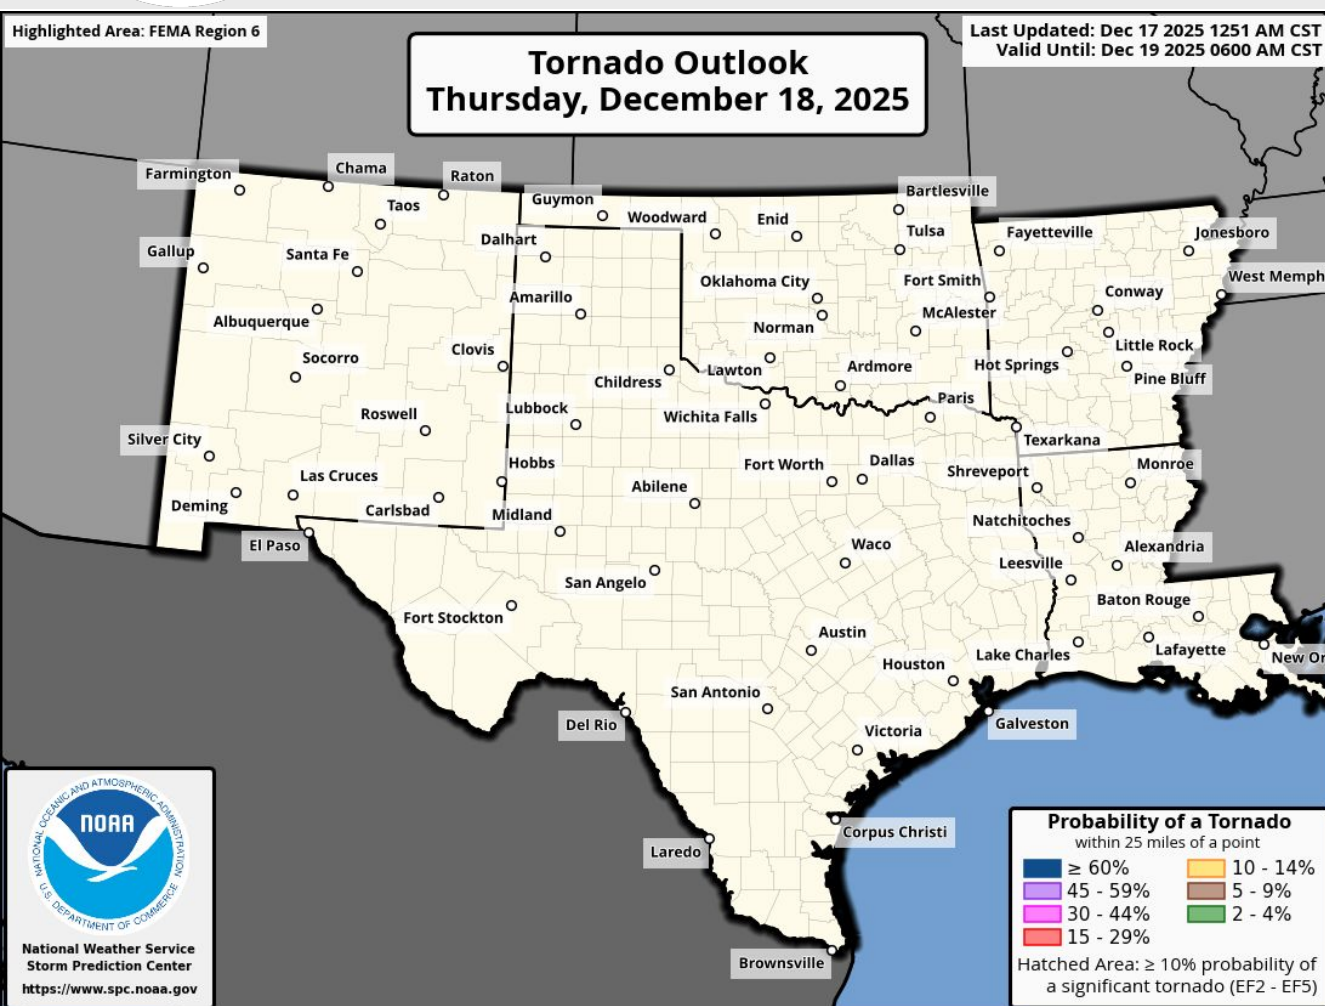 Highlighted Area: FEMA Region 6
Last Updated: Dec 17 2025 1251 AM CST
Valid Until: Dec 19 2025 0600 AM CST
Tornado Outlook
Thursday, December 18, 2025
Farmington
Chama
Raton
Taos
Guymon
Woodward
Enid
Bartlesville
Tulsa
Fayetteville
Jonesboro
Gallup
Santa Fe
Dalhart
Amarillo
Oklahoma City
Fort Smith
West Memph
Conway
Albuquerque
Norman
McAlester
Little Rock
Socorro
Clovis
Childress
Lawton
Ardmore
Hot Springs
Pine Bluff
Roswell
Lubbock
Wichita Falls
Paris
Texarkana
Silver City
Las Cruces
Hobbs
Fort Worth
Dallas
Shreveport
Monroe
Deming
Carlsbad
Abilene
Midland
Natchitoches
El Paso
Waco
Alexandria
San Angelo
Leesville
Fort Stockton
Baton Rouge
Austin
Houston
Lake Charles
Lafayette
New Or
San Antonio
Del Rio
Victoria
Galveston
Corpus Christi
Laredo
Brownsville
NATIONAL OCEANIC AND ATMOSPHERIC ADMINISTRATION
NOAA
U.S. DEPARTMENT OF COMMERCE
National Weather Service
Storm Prediction Center
https://www.spc.noaa.gov
Probability of a Tornado
within 25 miles of a point
≥ 60%
45 - 59%
30 - 44%
15 - 29%
10 - 14%
5 - 9%
2 - 4%
Hatched Area: ≥ 10% probability of
a significant tornado (EF2 - EF5)